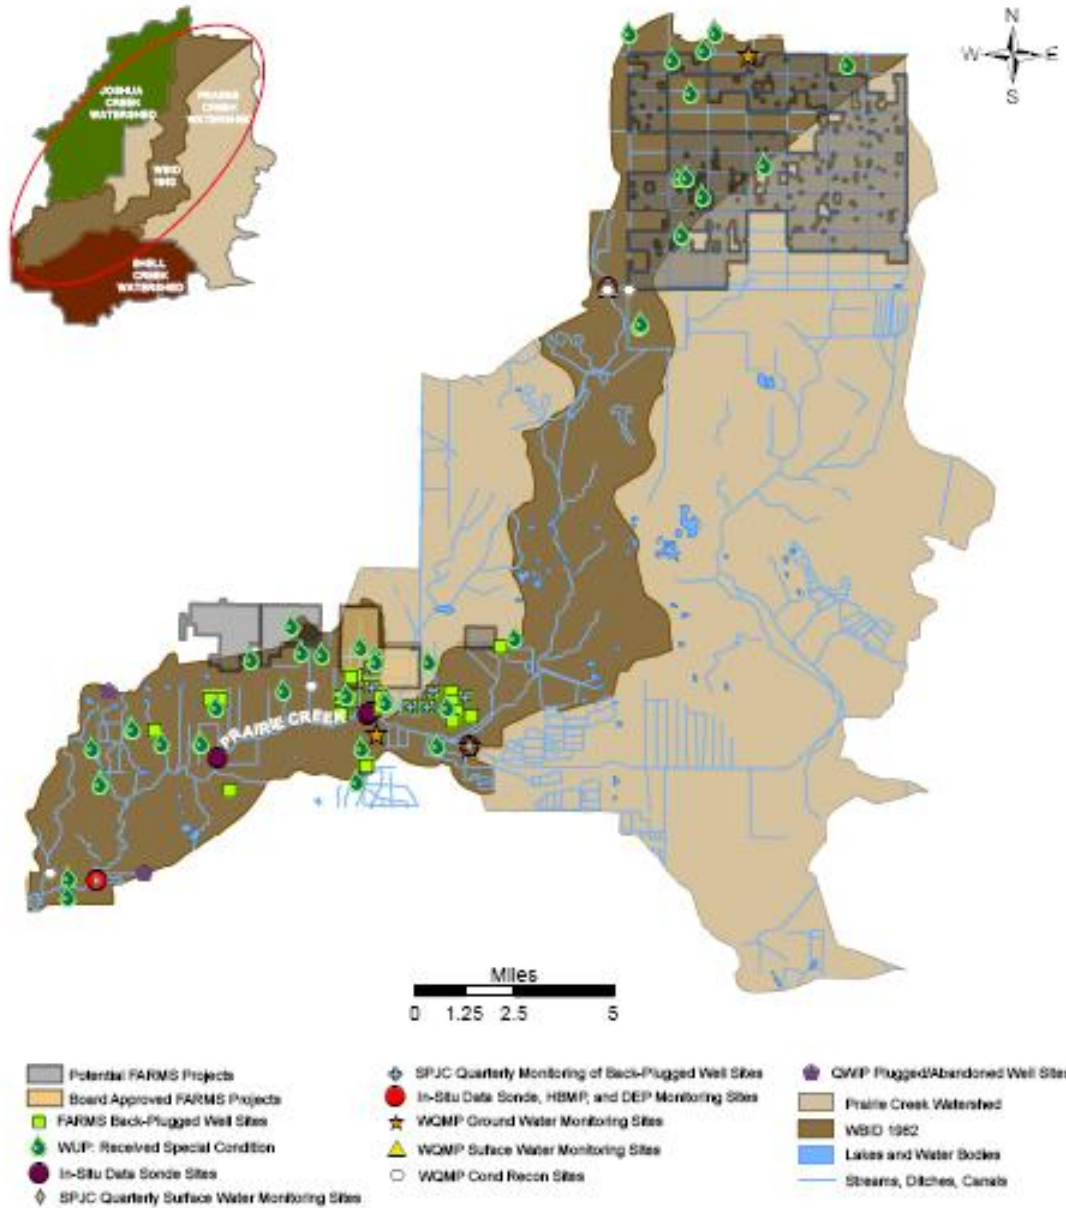 N
W E
S
JOSHUA
CREEK
WATERSHED
PRAIRIE
CREEK
WATERSHED
WBID
1962
SHELL
CREEK
WATERSHED
PRAIRIE CREEK
Miles
0 1.25 2.5 5
Potential FARMS Projects
Board Approved FARMS Projects
FARMS Back-Plugged Well Sites
WUP: Received Special Condition
In-Situ Data Sonde Sites
SPJC Quarterly Surface Water Monitoring Sites
SPJC Quarterly Monitoring of Back-Plugged Well Sites
In-Situ Data Sonde, HBMP, and DEP Monitoring Sites
WQMP Ground Water Monitoring Sites
WQMP Suface Water Monitoring Sites
WQMP Cond Recon Sites
QWIP Plugged/Abandoned Well Sites
Prairie Creek Watershed
WBID 1962
Lakes and Water Bodies
Streams, Ditches, Canals